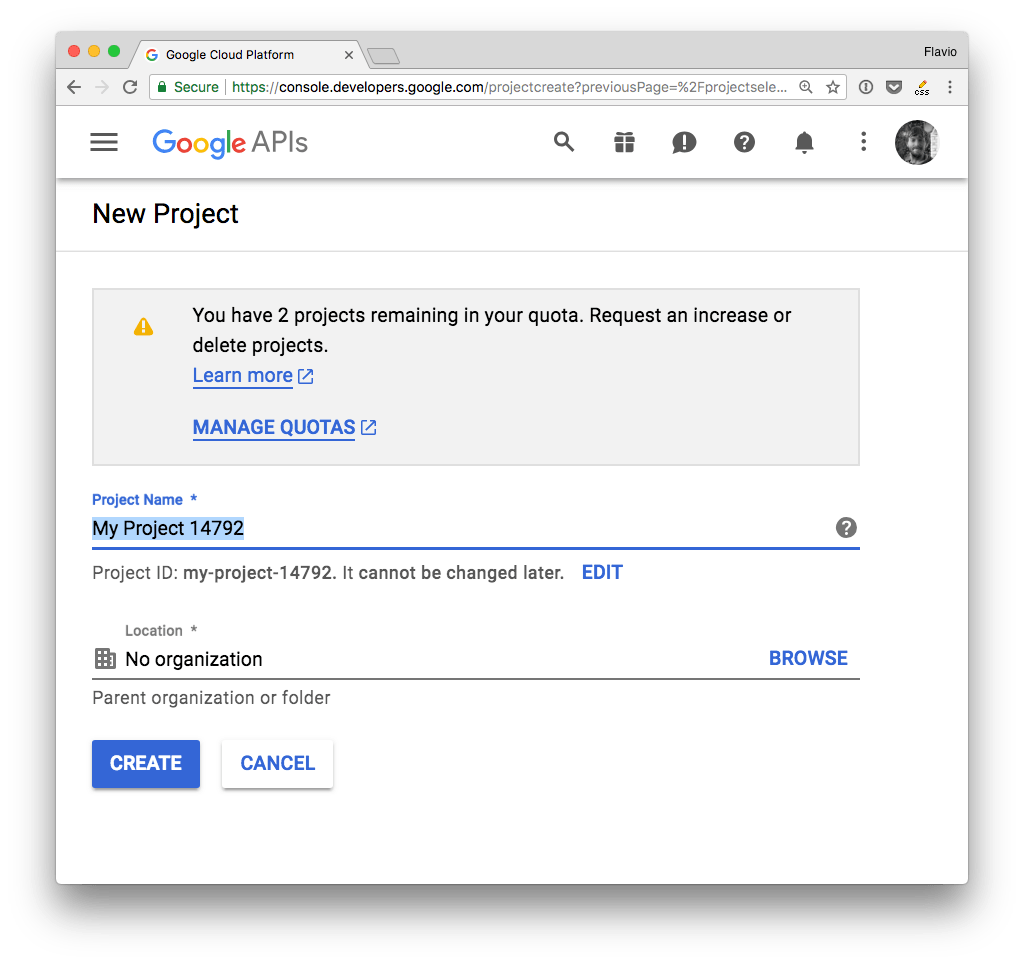 Google Cloud Platform
Flavio
Secure https://console.developers.google.com/projectcreate?previousPage=%2Fprojectsele...
css
Google APIs
New Project
You have 2 projects remaining in your quota. Request an increase or
delete projects.
Learn more
MANAGE QUOTAS
Project Name *
My Project 14792
Project ID: my-project-14792. It cannot be changed later. EDIT
Location *
No organization BROWSE
Parent organization or folder
CREATE CANCEL